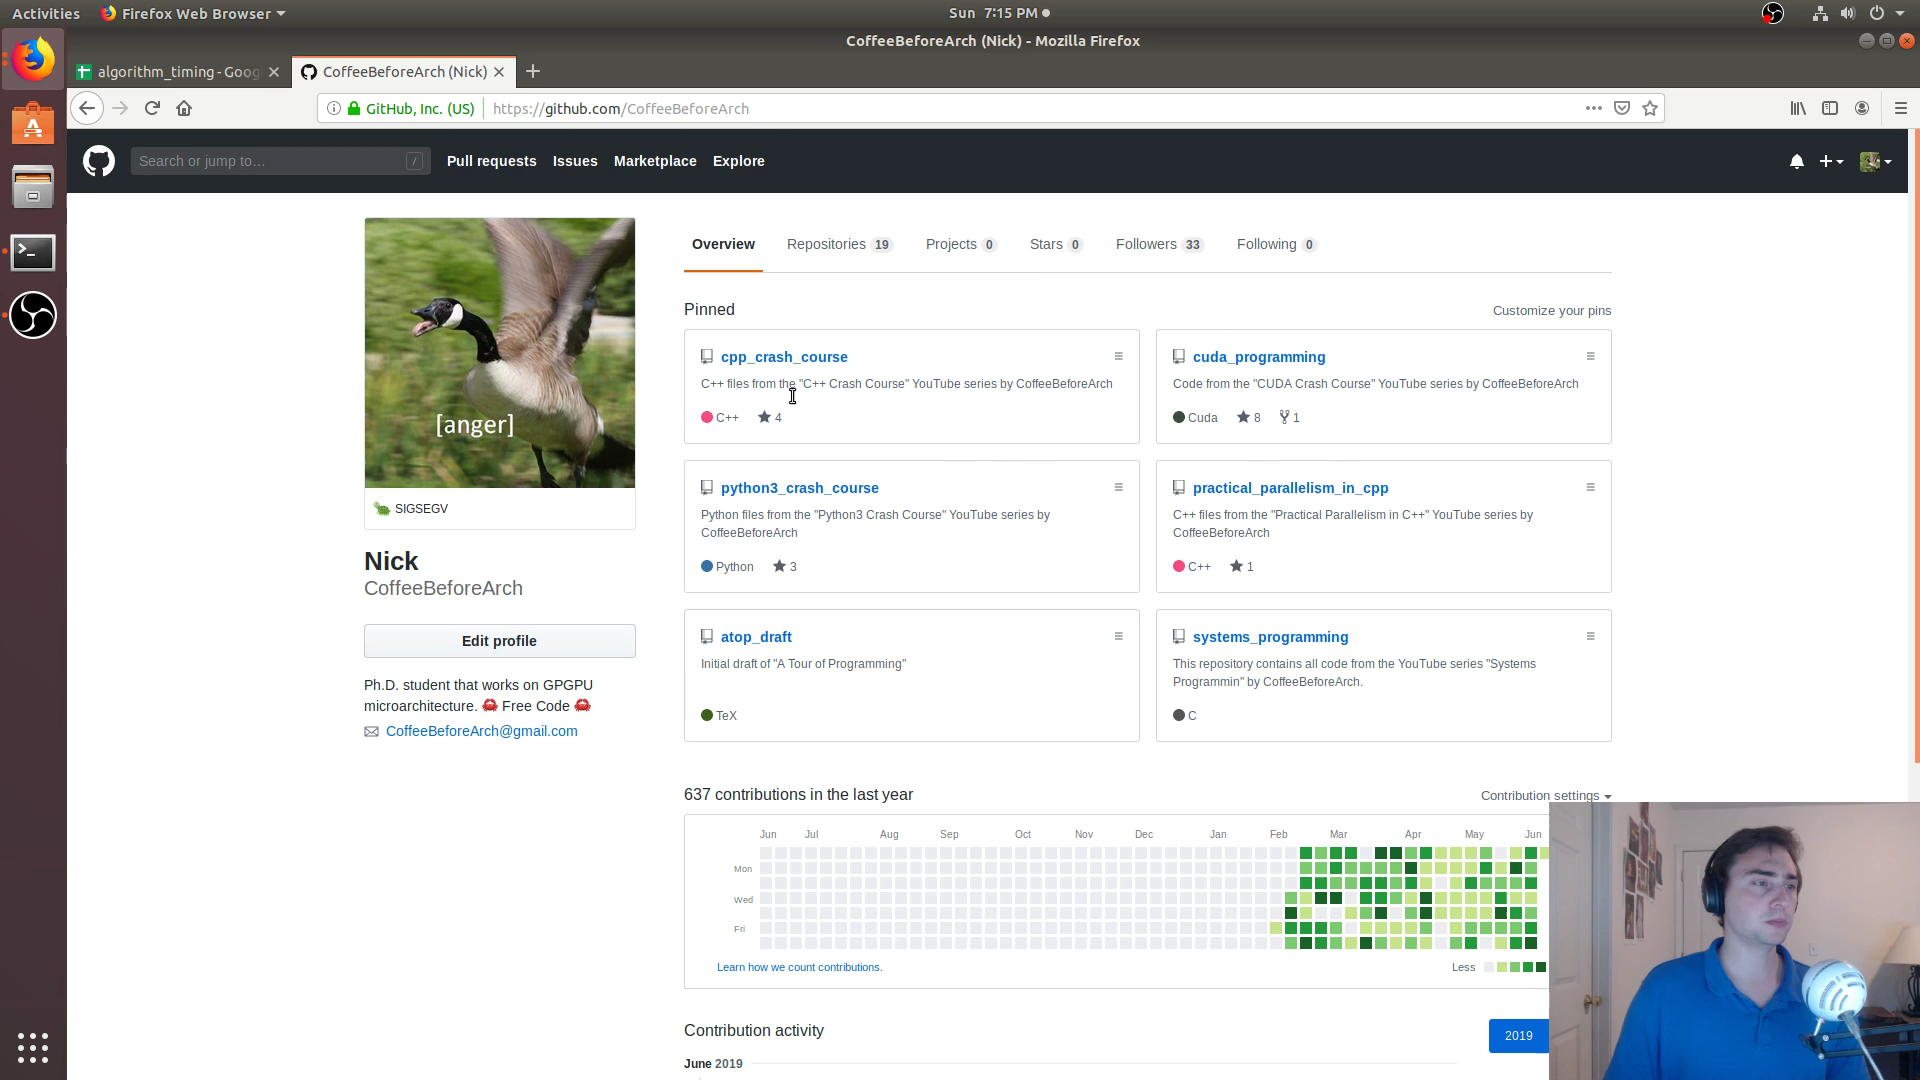 Activities
Firefox Web Browser
Sun 7:15 PM
CoffeeBeforeArch (Nick) - Mozilla Firefox
algorithm_timing - Goog
CoffeeBeforeArch (Nick)
GitHub, Inc. (US)
https://github.com/CoffeeBeforeArch
Search or jump to…
/
Pull requests
Issues
Marketplace
Explore
[anger]
SIGSEGV
Nick
CoffeeBeforeArch
Edit profile
Ph.D. student that works on GPGPU
microarchitecture. 🦀 Free Code 🦀
CoffeeBeforeArch@gmail.com
Overview
Repositories 19
Projects 0
Stars 0
Followers 33
Following 0
Pinned
Customize your pins
cpp_crash_course
C++ files from the "C++ Crash Course" YouTube series by CoffeeBeforeArch
C++ 4
cuda_programming
Code from the "CUDA Crash Course" YouTube series by CoffeeBeforeArch
Cuda 8 1
python3_crash_course
Python files from the "Python3 Crash Course" YouTube series by
CoffeeBeforeArch
Python 3
practical_parallelism_in_cpp
C++ files from the "Practical Parallelism in C++" YouTube series by
CoffeeBeforeArch
C++ 1
atop_draft
Initial draft of "A Tour of Programming"
TeX
systems_programming
This repository contains all code from the YouTube series "Systems
Programmin" by CoffeeBeforeArch.
C
637 contributions in the last year
Contribution settings
Jun Jul Aug Sep Oct Nov Dec Jan Feb Mar Apr May Jun
Mon
Wed
Fri
Learn how we count contributions.
Less
Contribution activity
2019
June 2019